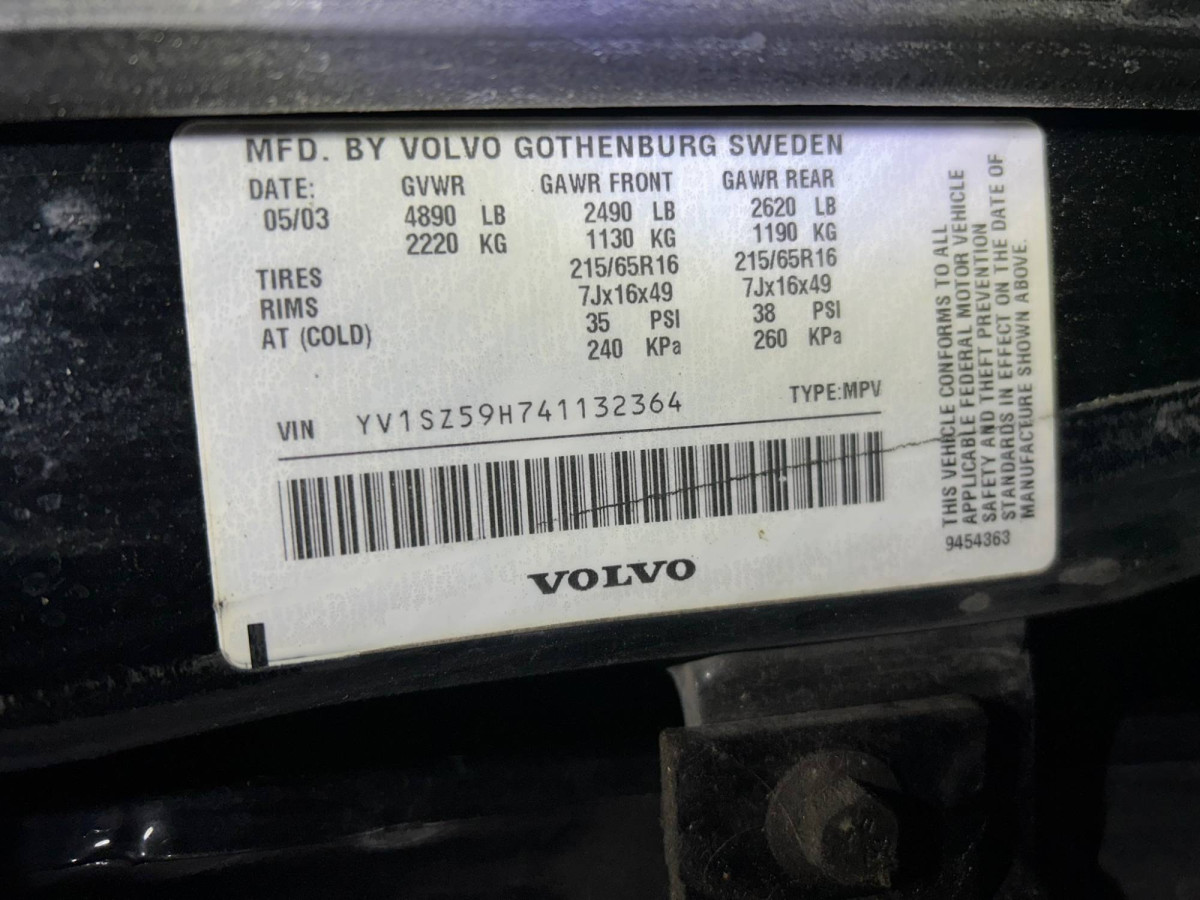 MFD. BY VOLVO GOTHENBURG SWEDEN
DATE: GVWR GAWR FRONT GAWR REAR
05/03 4890 LB 2490 LB 2620 LB
2220 KG 1130 KG 1190 KG
TIRES 215/65R16 215/65R16
RIMS 7Jx16x49 7Jx16x49
AT (COLD) 35 PSI 38 PSI
240 KPa 260 KPa
VIN YV1SZ59H741132364 TYPE:MPV
VOLVO
THIS VEHICLE CONFORMS TO ALL
APPLICABLE FEDERAL MOTOR VEHICLE
SAFETY AND THEFT PREVENTION
STANDARDS IN EFFECT ON THE DATE OF
MANUFACTURE SHOWN ABOVE.
9454363